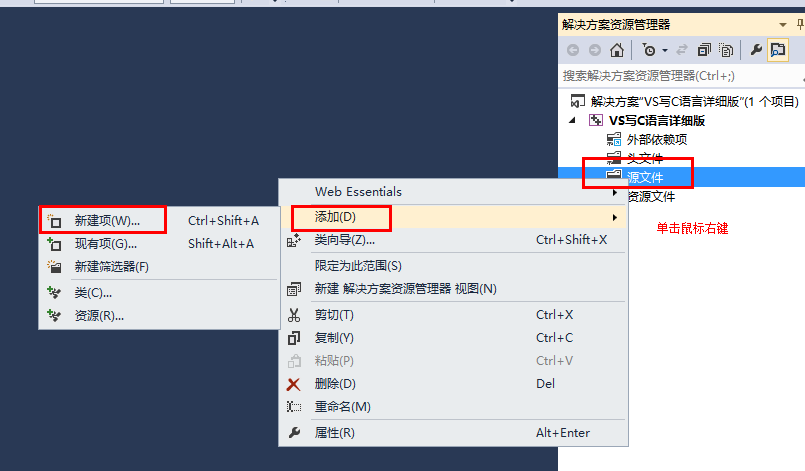 解决方案资源管理器
搜索解决方案资源管理器(Ctrl+;)
解决方案"VS写C语言详细版"(1 个项目)
VS写C语言详细版
外部依赖项
头文件
源文件
资源文件
单击鼠标右键
Web Essentials
添加(D)
类向导(Z)... Ctrl+Shift+X
限定为此范围(S)
新建 解决方案资源管理器 视图(N)
剪切(T) Ctrl+X
复制(Y) Ctrl+C
粘贴(P) Ctrl+V
删除(D) Del
重命名(M)
属性(R) Alt+Enter
新建项(W)... Ctrl+Shift+A
现有项(G)... Shift+Alt+A
新建筛选器(F)
类(C)...
资源(R)...